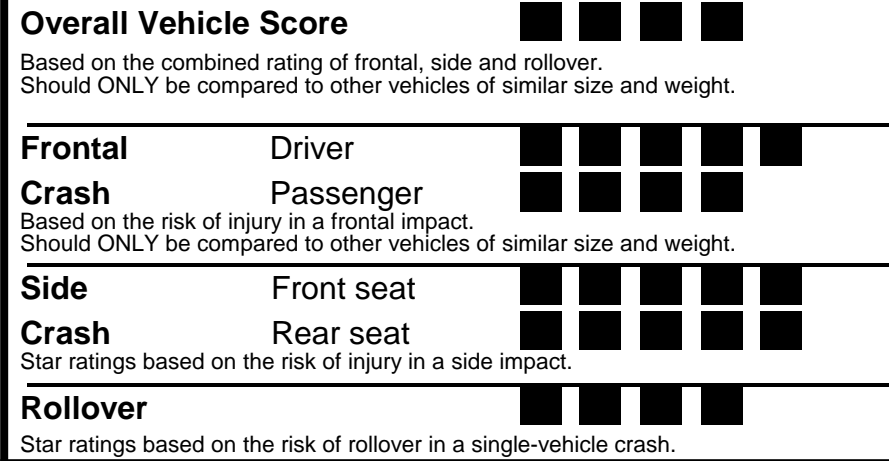 Overall Vehicle Score
Based on the combined rating of frontal, side and rollover.
Should ONLY be compared to other vehicles of similar size and weight.
Frontal Driver
Crash Passenger
Based on the risk of injury in a frontal impact.
Should ONLY be compared to other vehicles of similar size and weight.
Side Front seat
Crash Rear seat
Star ratings based on the risk of injury in a side impact.
Rollover
Star ratings based on the risk of rollover in a single-vehicle crash.